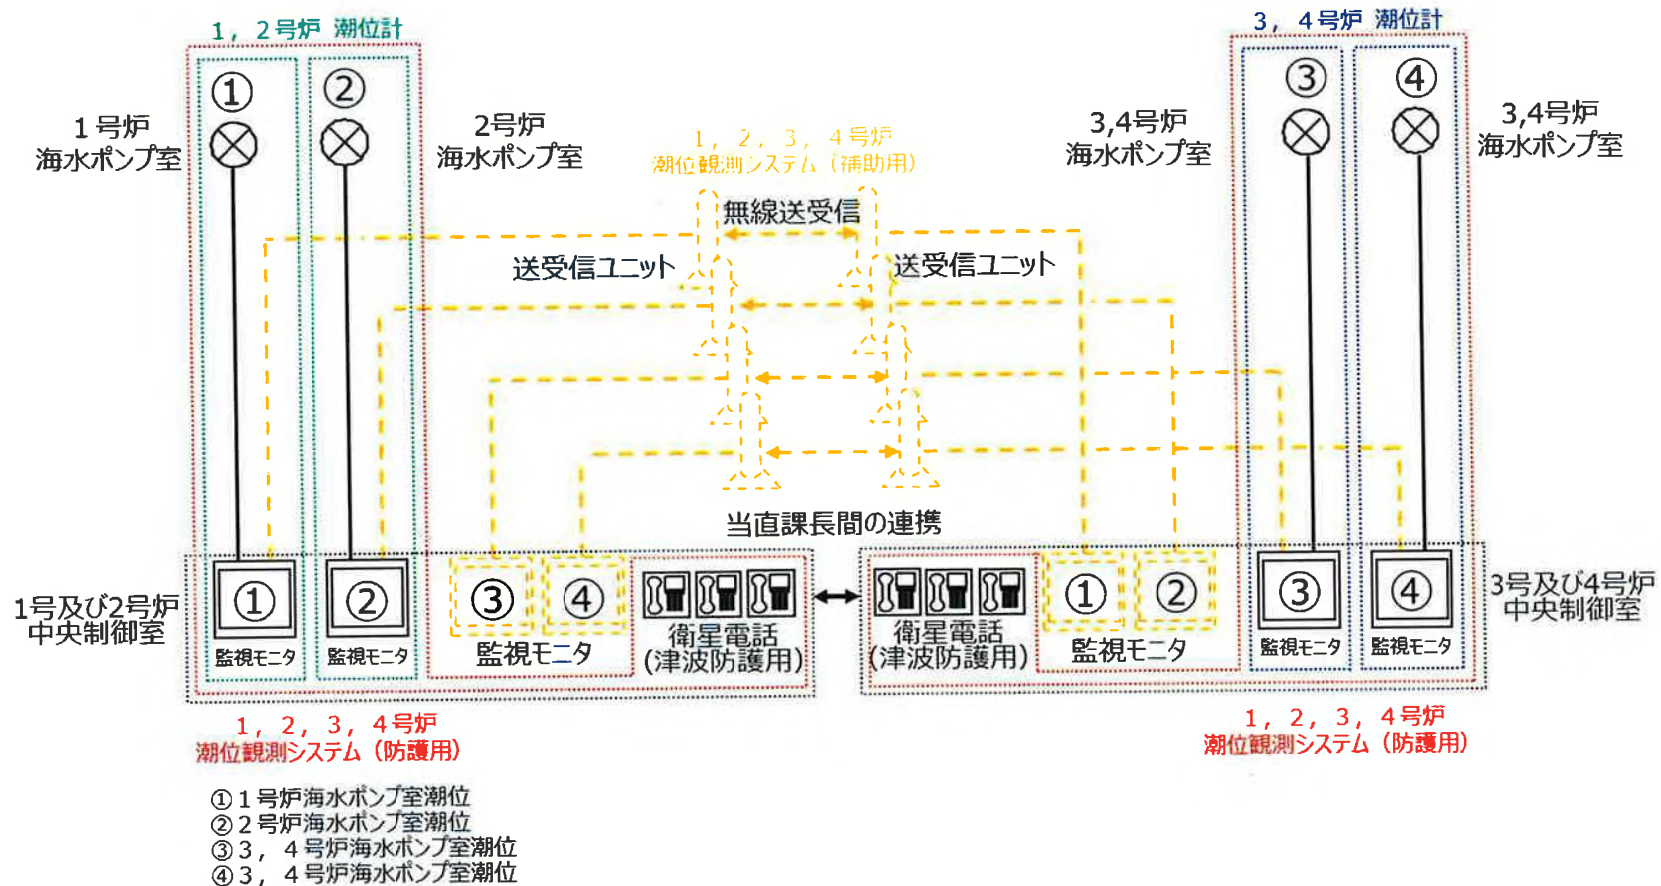 1，2号炉 潮位計
3，4号炉 潮位計
①
②
③
④
1号炉
海水ポンプ室
2号炉
海水ポンプ室
1，2，3，4号炉
潮位観測システム（補助用）
3,4号炉
海水ポンプ室
3,4号炉
海水ポンプ室
無線送受信
送受信ユニット
送受信ユニット
当直課長間の連携
1号及び2号炉
中央制御室
①
監視モニタ
②
監視モニタ
③
④
監視モニタ
衛星電話
(津波防護用)
衛星電話
(津波防護用)
①
②
監視モニタ
③
監視モニタ
④
監視モニタ
3号及び4号炉
中央制御室
1，2，3，4号炉
潮位観測システム（防護用）
1，2，3，4号炉
潮位観測システム（防護用）
①1号炉海水ポンプ室潮位
②2号炉海水ポンプ室潮位
③3，4号炉海水ポンプ室潮位
④3，4号炉海水ポンプ室潮位